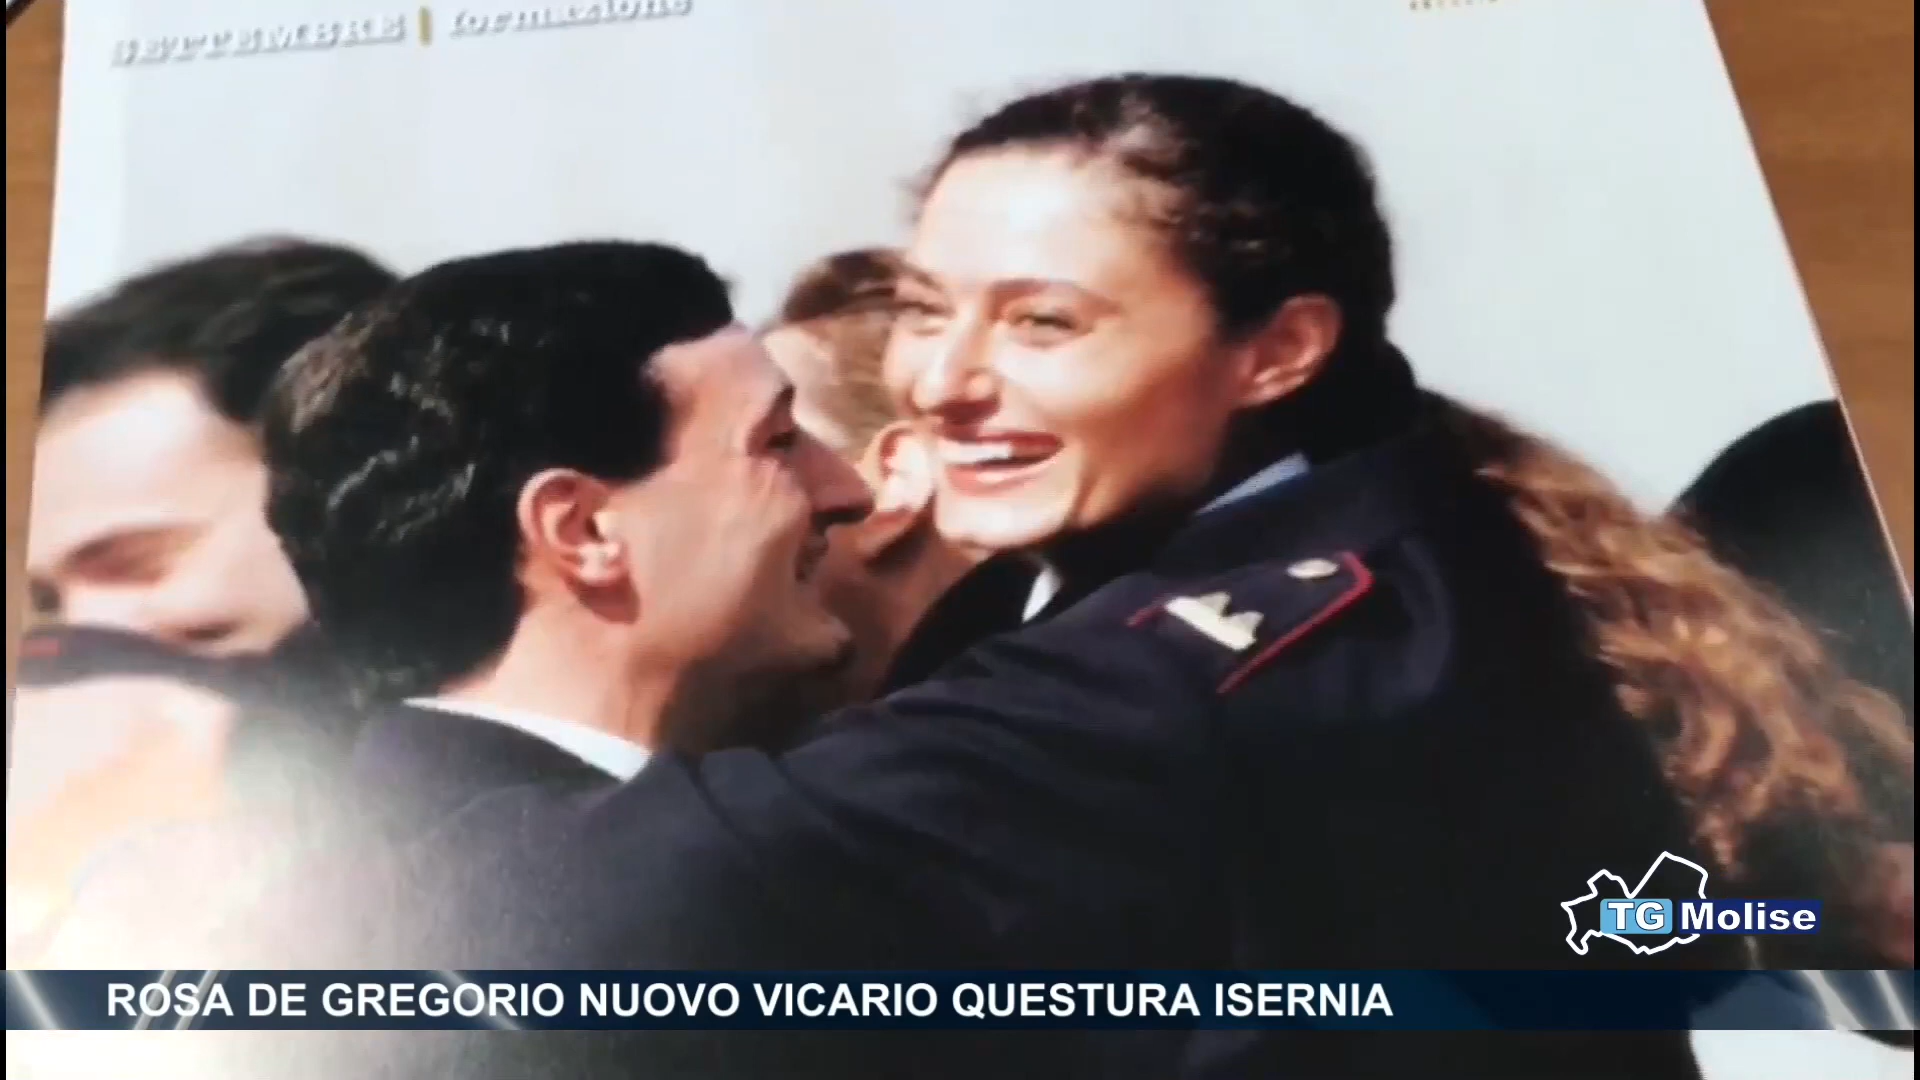 SETTEMBRE | formazione
TG Molise
ROSA DE GREGORIO NUOVO VICARIO QUESTURA ISERNIA